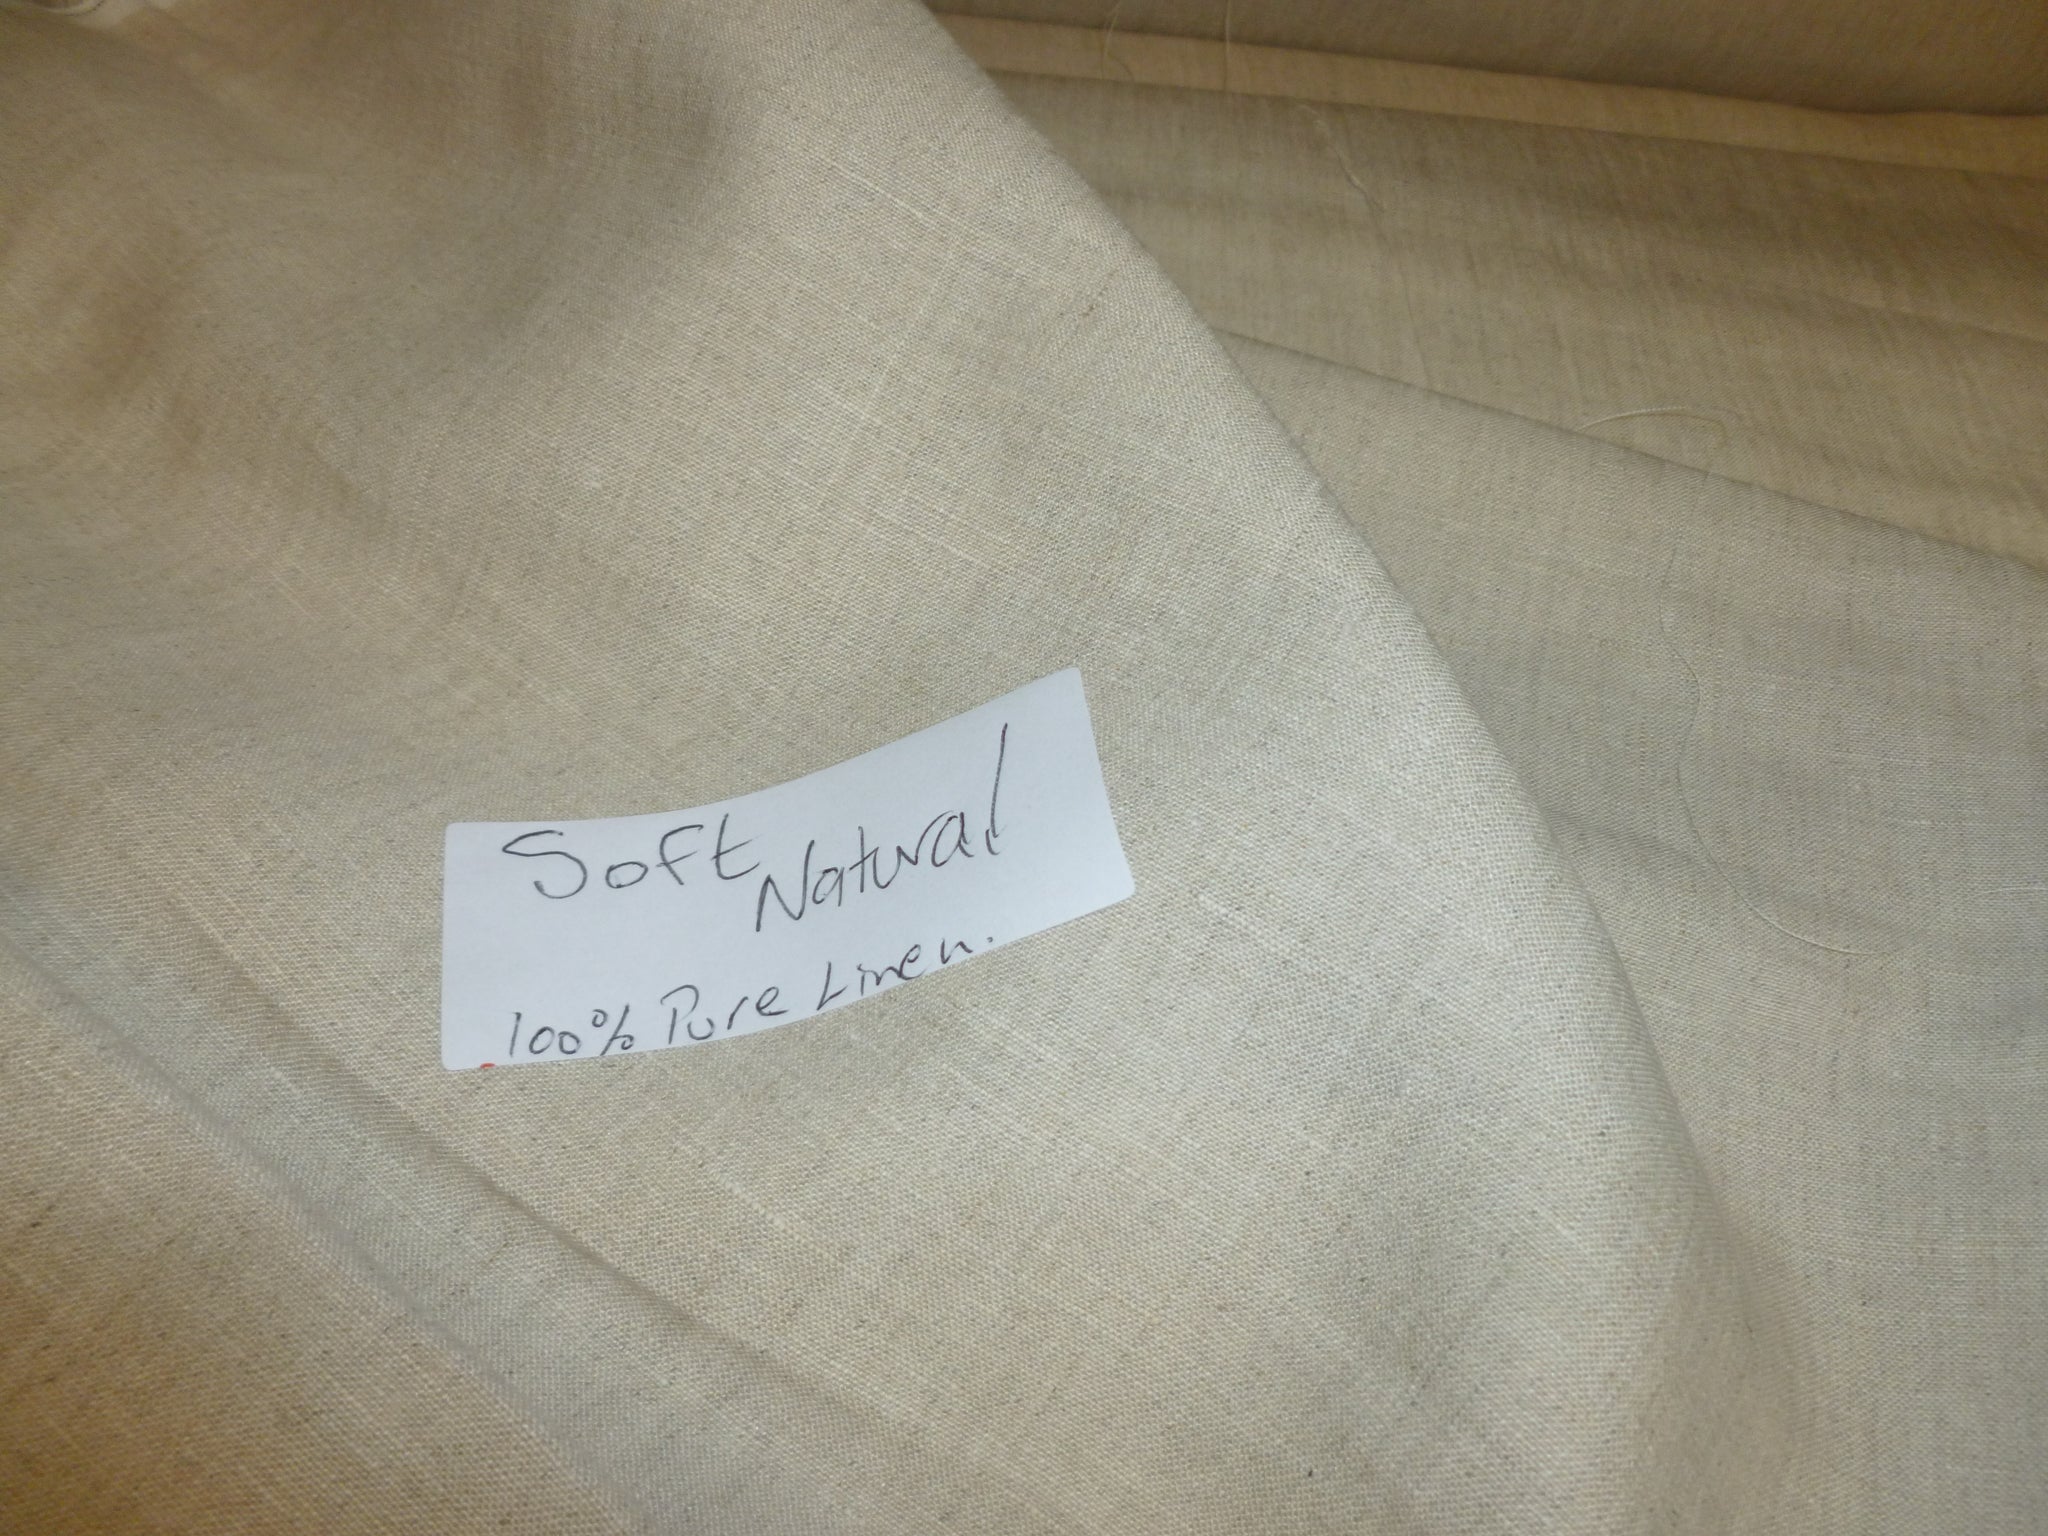 Soft Natural
100% Pure Linen.